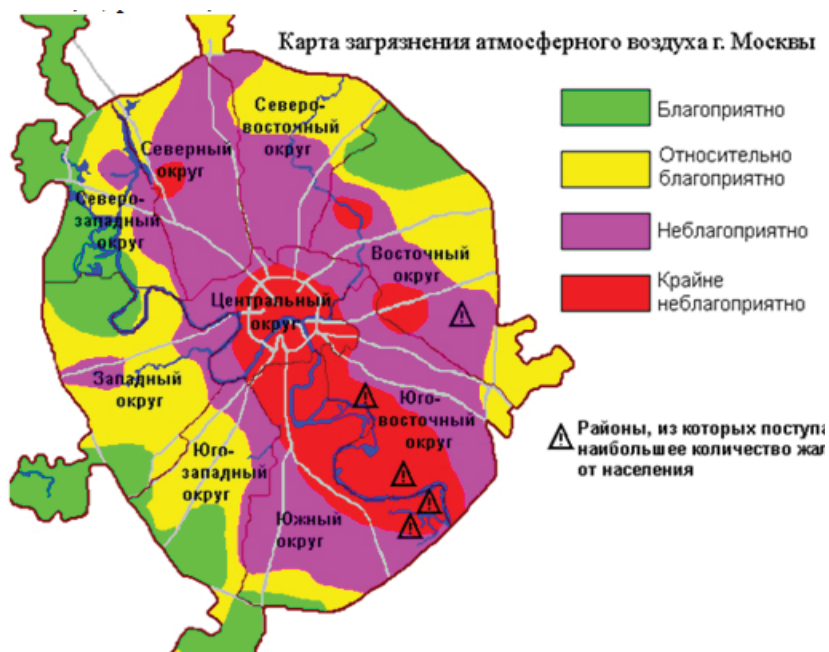 Карта загрязнения атмосферного воздуха г. Москвы
Благоприятно
Относительно
благоприятно
Неблагоприятно
Крайне
неблагоприятно
Северо-
восточный
округ
Северный
округ
Северо-
западный
округ
Восточный
округ
Центральный
округ
Западный
округ
Юго-
восточный
округ
Юго-
западный
округ
Южный
округ
Районы, из которых поступа
наибольшее количество жал
от населения